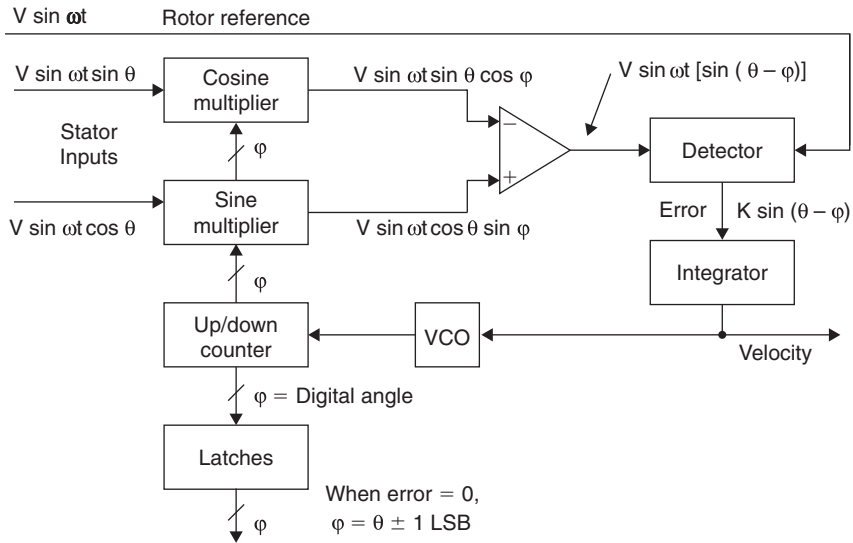 V sin ωt
Rotor reference
V sin ωt sin θ
Cosine
multiplier
V sin ωt sin θ cos φ
V sin ωt [sin ( θ – φ)]
Stator
Inputs
φ
−
+
Detector
Sine
multiplier
V sin ωt cos θ
V sin ωt cos θ sin φ
Error
K sin (θ – φ)
φ
Integrator
Up/down
counter
VCO
Velocity
φ = Digital angle
Latches
When error = 0,
φ = θ ± 1 LSB
φ